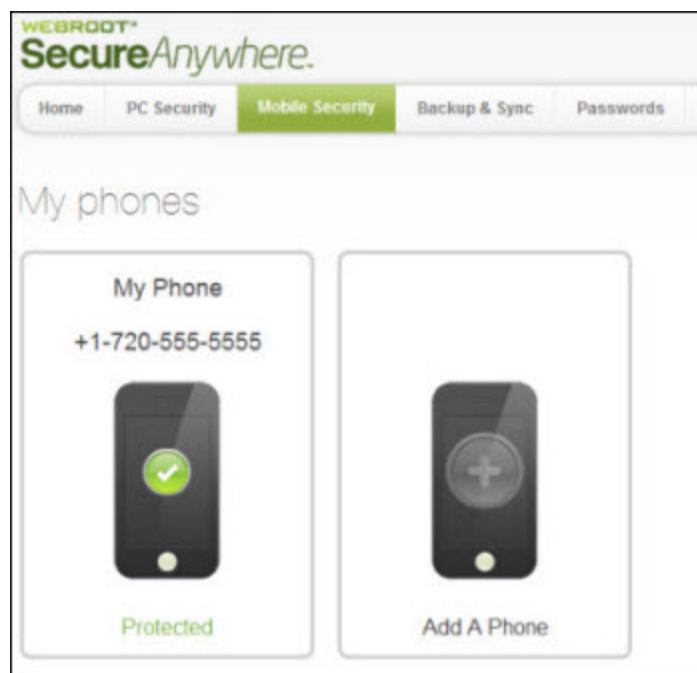 WEBROOT®
SecureAnywhere™
Home PC Security Mobile Security Backup & Sync Passwords
My phones
My Phone
+1-720-555-5555
Protected
Add A Phone